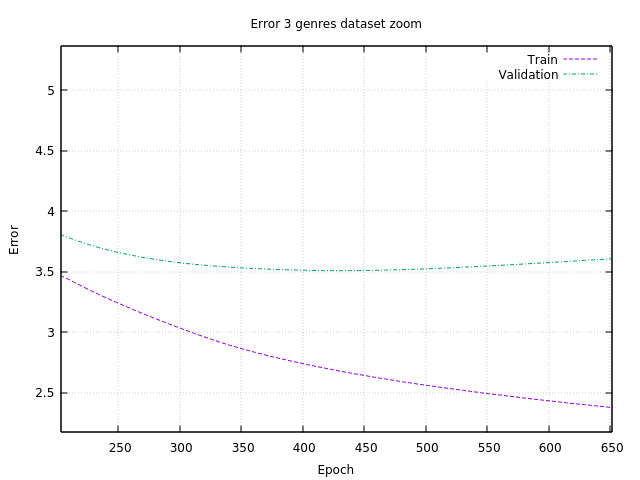 Error 3 genres dataset zoom
Train
Validation
5
4.5
4
3.5
3
2.5
Error
250 300 350 400 450 500 550 600 650
Epoch